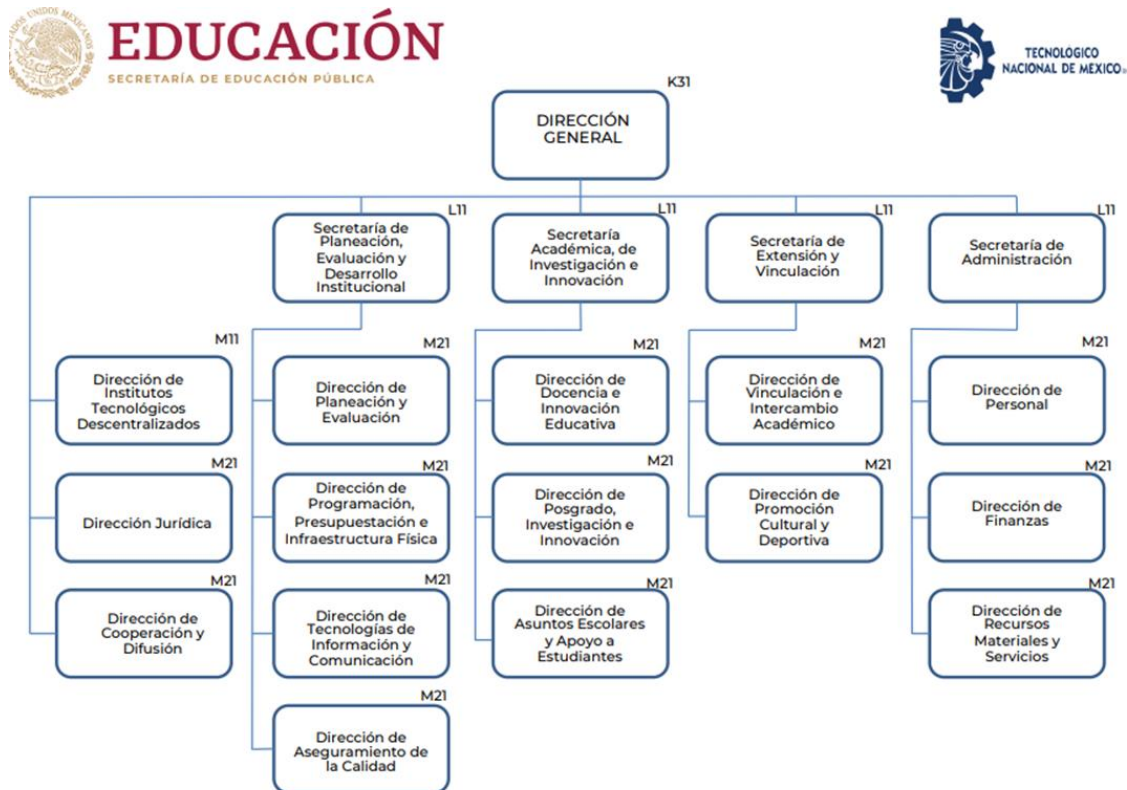 ESTADOS UNIDOS MEXICANOS
EDUCACIÓN
SECRETARÍA DE EDUCACIÓN PÚBLICA
TECNOLÓGICO
NACIONAL DE MEXICO®
K31
DIRECCIÓN
GENERAL
L11
Secretaría de
Planeación,
Evaluación y
Desarrollo
Institucional
L11
Secretaría
Académica, de
Investigación e
Innovación
L11
Secretaría de
Extensión y
Vinculación
L11
Secretaría de
Administración
M11
Dirección de
Institutos
Tecnológicos
Descentralizados
M21
Dirección Jurídica
M21
Dirección de
Cooperación y
Difusión
M21
Dirección de
Planeación y
Evaluación
M21
Dirección de
Programación,
Presupuestación e
Infraestructura Física
M21
Dirección de
Tecnologías de
Información y
Comunicación
M21
Dirección de
Aseguramiento de
la Calidad
M21
Dirección de
Docencia e
Innovación
Educativa
M21
Dirección de
Posgrado,
Investigación e
Innovación
M21
Dirección de
Asuntos Escolares
y Apoyo a
Estudiantes
M21
Dirección de
Vinculación e
Intercambio
Académico
M21
Dirección de
Promoción
Cultural y
Deportiva
M21
Dirección de
Personal
M21
Dirección de
Finanzas
M21
Dirección de
Recursos
Materiales y
Servicios